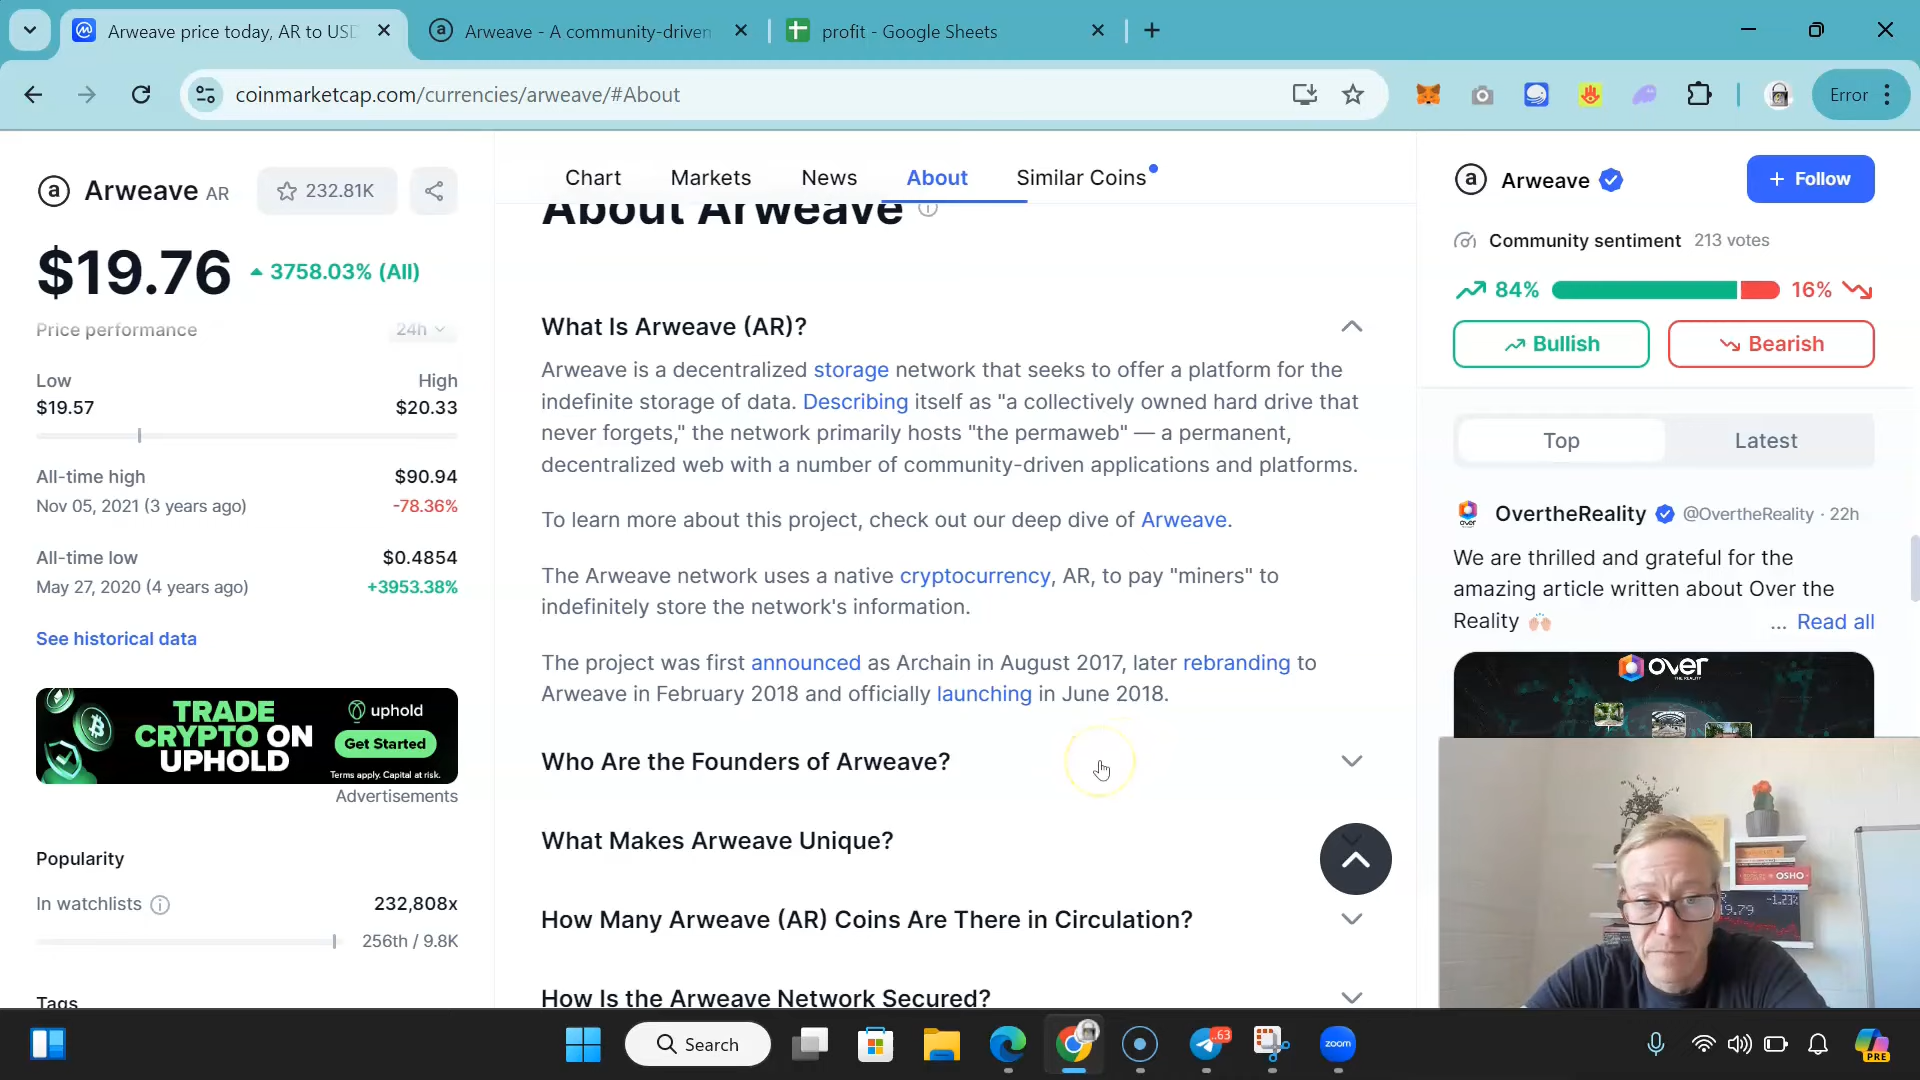 Arweave price today, AR to USD
Arweave - A community-driven
profit - Google Sheets
coinmarketcap.com/currencies/arweave/#About
Error
Arweave AR
232.81K
$19.76
3758.03% (All)
Price performance
24h
Low
High
$19.57
$20.33
All-time high
$90.94
Nov 05, 2021 (3 years ago)
-78.36%
All-time low
$0.4854
May 27, 2020 (4 years ago)
+3953.38%
See historical data
TRADE
CRYPTO ON
UPHOLD
uphold
Get Started
Terms apply. Capital at risk.
Advertisements
Popularity
In watchlists
232,808x
256th / 9.8K
Tags
Chart
Markets
News
About
Similar Coins
About Arweave
What Is Arweave (AR)?
Arweave is a decentralized storage network that seeks to offer a platform for the
indefinite storage of data. Describing itself as "a collectively owned hard drive that
never forgets," the network primarily hosts "the permaweb" — a permanent,
decentralized web with a number of community-driven applications and platforms.
To learn more about this project, check out our deep dive of Arweave.
The Arweave network uses a native cryptocurrency, AR, to pay "miners" to
indefinitely store the network's information.
The project was first announced as Archain in August 2017, later rebranding to
Arweave in February 2018 and officially launching in June 2018.
Who Are the Founders of Arweave?
What Makes Arweave Unique?
How Many Arweave (AR) Coins Are There in Circulation?
How Is the Arweave Network Secured?
Arweave
+ Follow
Community sentiment 213 votes
84%
16%
Bullish
Bearish
Top
Latest
OvertheReality @OvertheReality · 22h
We are thrilled and grateful for the
amazing article written about Over the
Reality 🙌🏻
... Read all
OVER
THE REALITY
OSHO
19.79
-1.23%
Search
.63
zoom
PRE